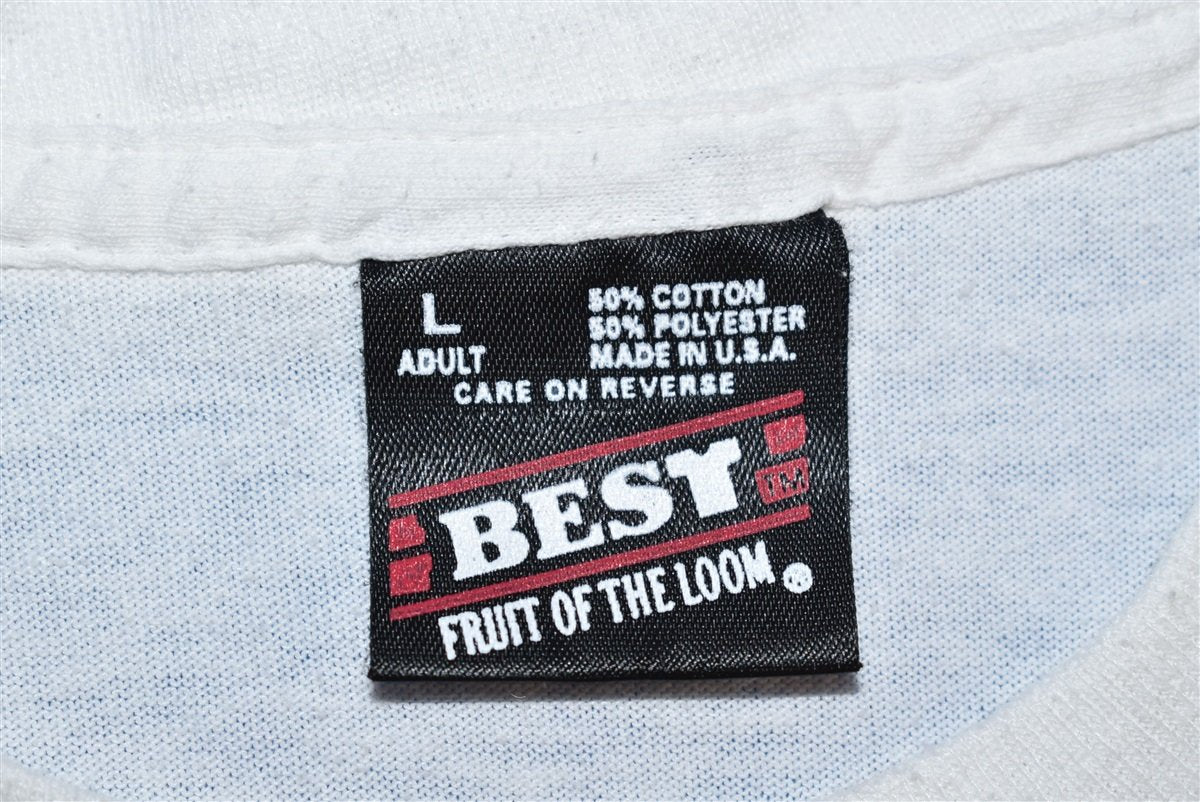 L
ADULT
50% COTTON
50% POLYESTER
MADE IN U.S.A.
CARE ON REVERSE
BEST
TM
FRUIT OF THE LOOM ®